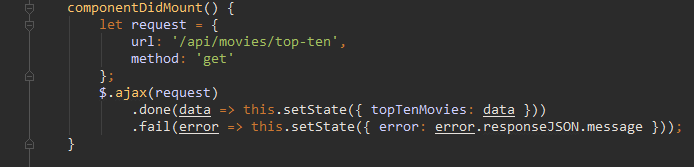 componentDidMount() {
let request = {
url: '/api/movies/top-ten',
method: 'get'
};
$.ajax(request)
.done(data => this.setState({ topTenMovies: data }))
.fail(error => this.setState({ error: error.responseJSON.message }));
}